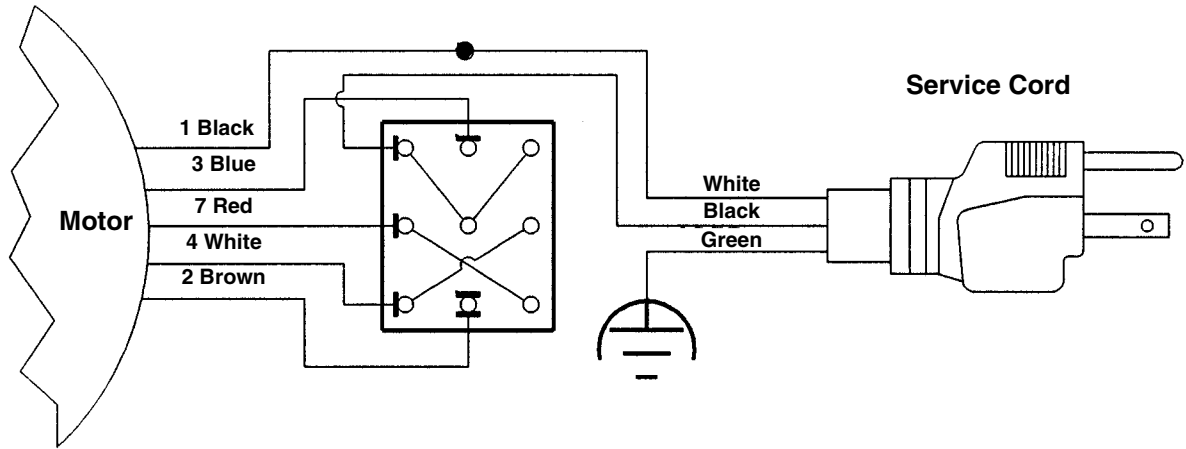 Service Cord
1 Black
3 Blue
7 Red
4 White
2 Brown
Motor
White
Black
Green